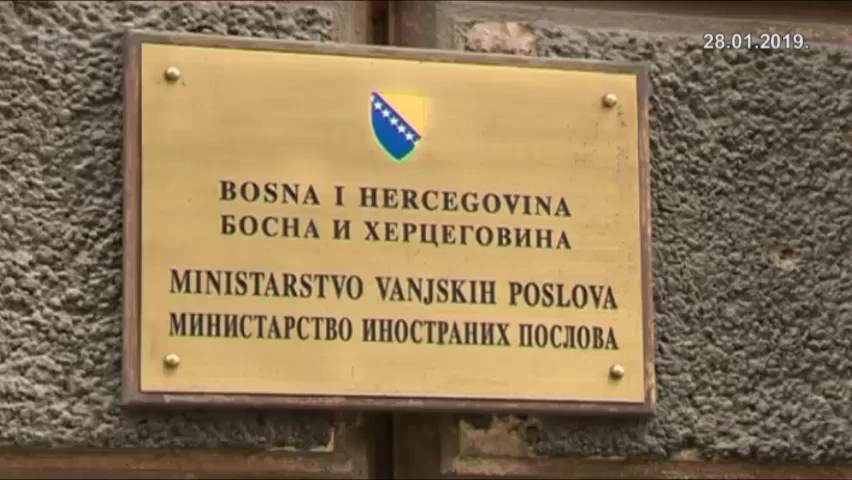 28.01.2019.
BOSNA I HERCEGOVINA
БОСНА И ХЕРЦЕГОВИНА
MINISTARSTVO VANJSKIH POSLOVA
МИНИСТАРСТВО ИНОСТРАНИХ ПОСЛОВА